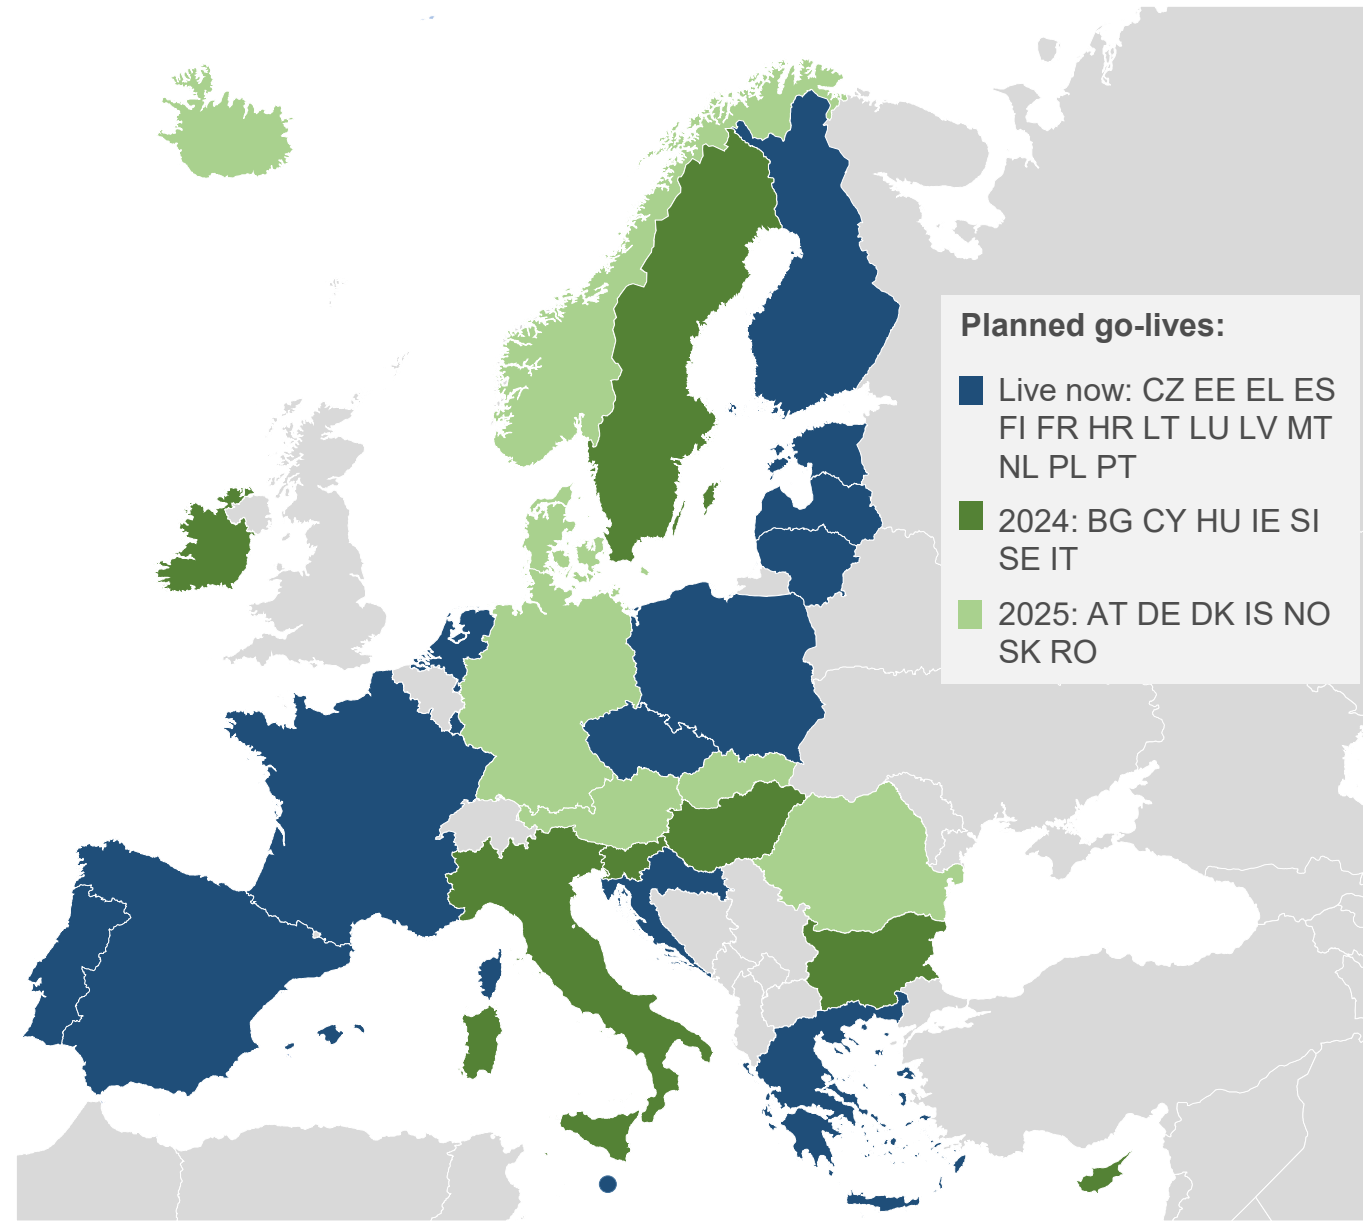 Planned go-lives:
Live now: CZ EE EL ES
FI FR HR LT LU LV MT
NL PL PT
2024: BG CY HU IE SI
SE IT
2025: AT DE DK IS NO
SK RO